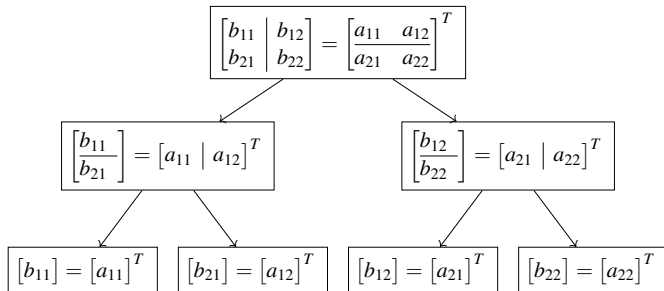 [b₁₁ | b₁₂; b₂₁ | b₂₂] = [a₁₁ a₁₂; a₂₁ a₂₂]ᵀ
[b₁₁; b₂₁] = [a₁₁ | a₁₂]ᵀ
[b₁₂; b₂₂] = [a₂₁ | a₂₂]ᵀ
[b₁₁] = [a₁₁]ᵀ
[b₂₁] = [a₁₂]ᵀ
[b₁₂] = [a₂₁]ᵀ
[b₂₂] = [a₂₂]ᵀ